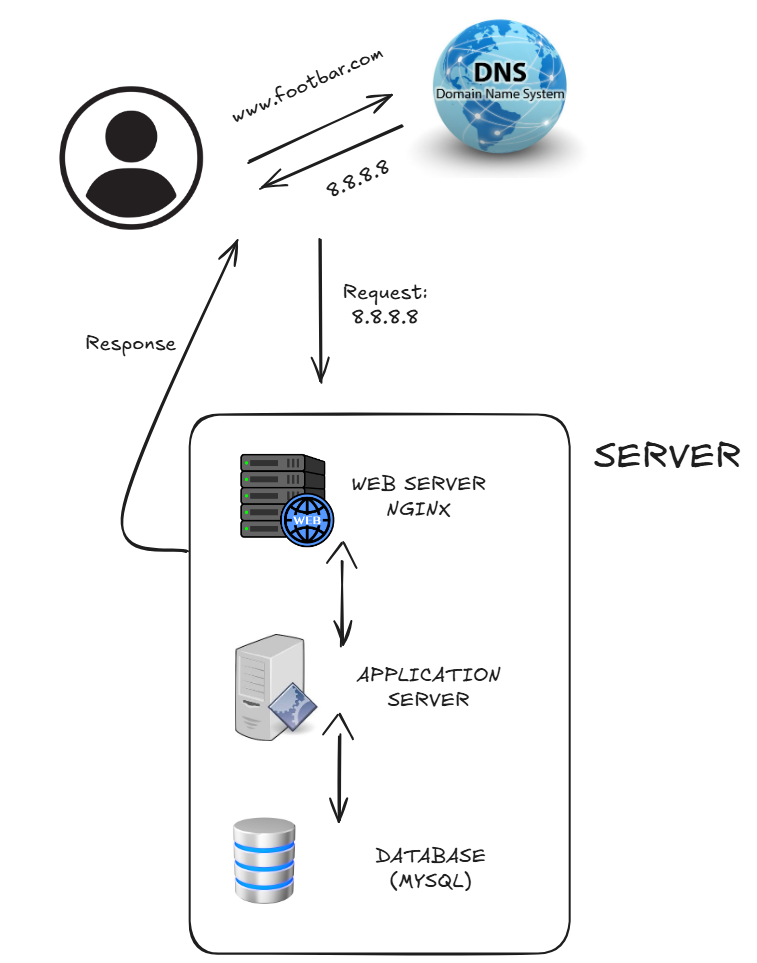 www.footbar.com
DNS
Domain Name System
8.8.8.8
Request:
8.8.8.8
Response
SERVER
WEB SERVER
NGINX
WEB
APPLICATION
SERVER
DATABASE
(MYSQL)